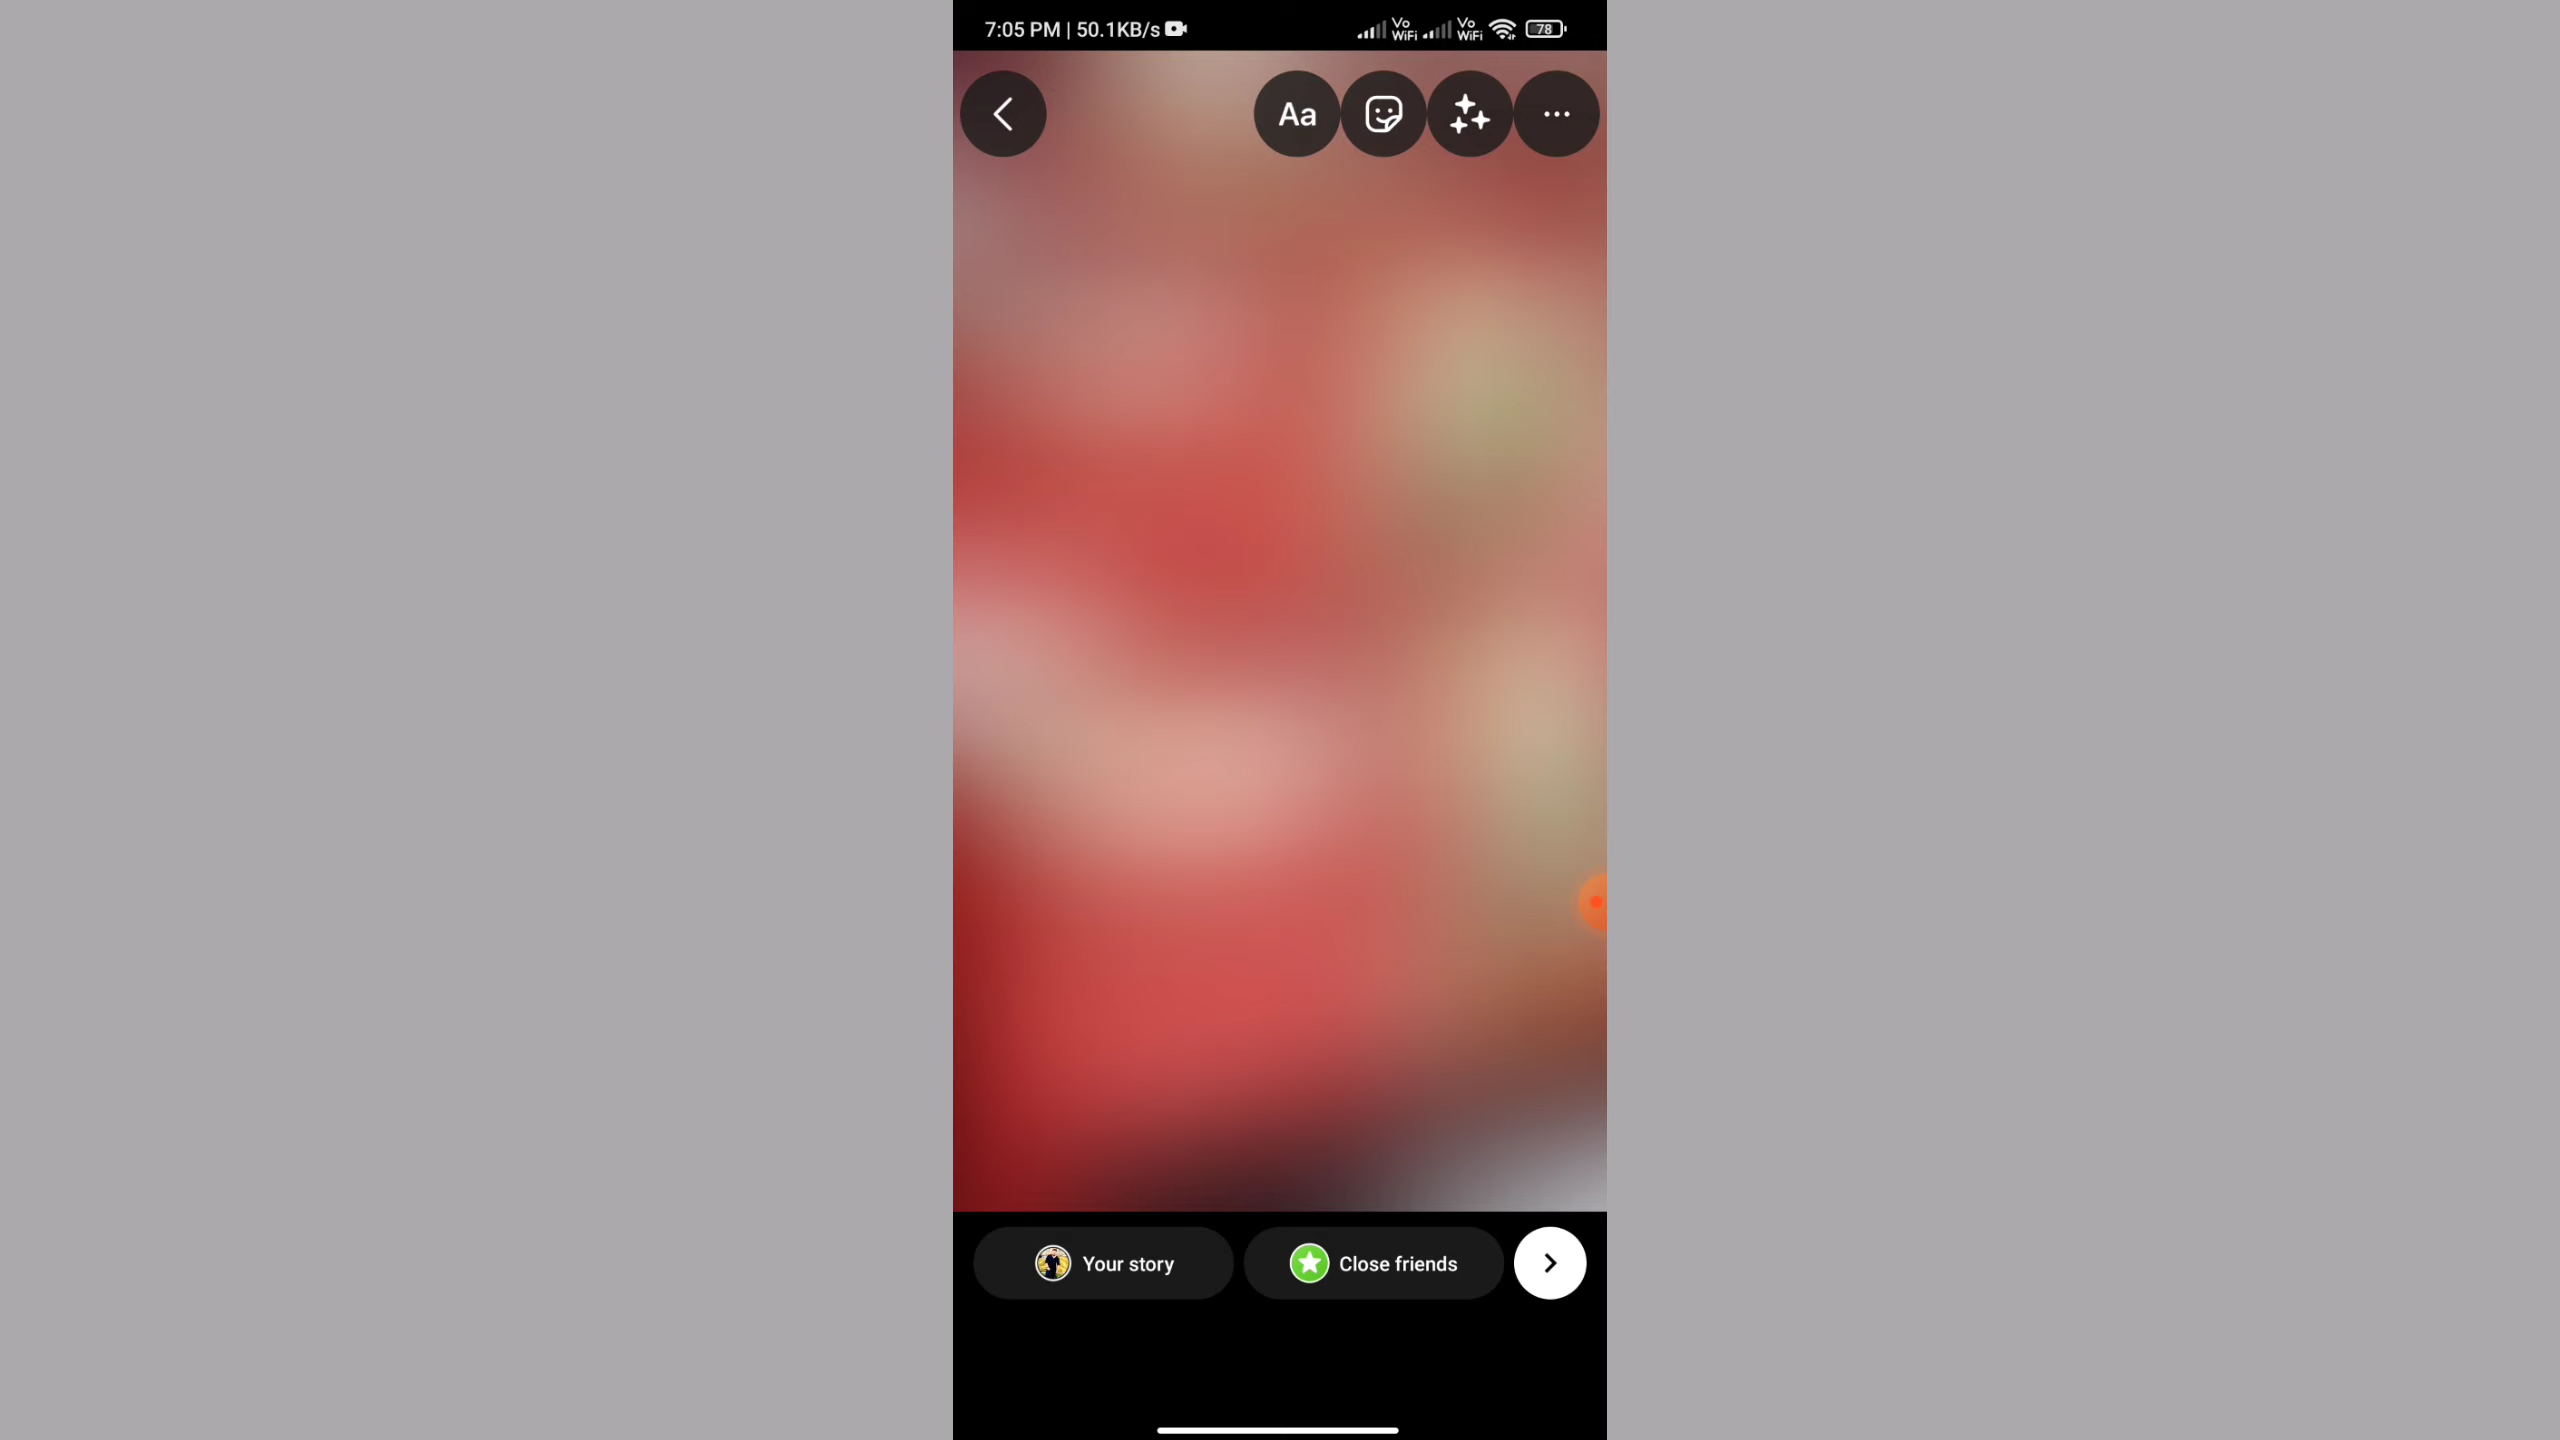 7:05 PM | 50.1KB/s
Vo WiFi
Vo WiFi
78
Aa
Your story
Close friends